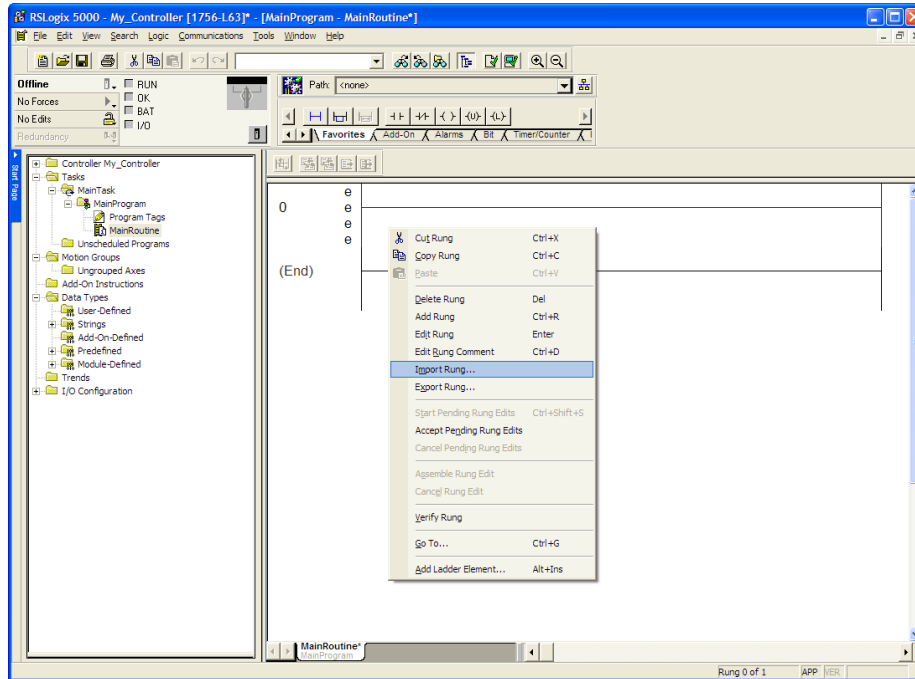 RSLogix 5000 - My_Controller [1756-L63]* - [MainProgram - MainRoutine*]
File Edit View Search Logic Communications Tools Window Help
Offline
RUN
No Forces
OK
No Edits
BAT
Redundancy
I/O
Path: <none>
Favorites Add-On Alarms Bit Timer/Counter
Start Page
Controller My_Controller
Tasks
MainTask
MainProgram
Program Tags
MainRoutine
Unscheduled Programs
Motion Groups
Ungrouped Axes
Add-On Instructions
Data Types
User-Defined
Strings
Add-On-Defined
Predefined
Module-Defined
Trends
I/O Configuration
e
0 e
e
e
(End)
Cut Rung Ctrl+X
Copy Rung Ctrl+C
Paste Ctrl+V
Delete Rung Del
Add Rung Ctrl+R
Edit Rung Enter
Edit Rung Comment Ctrl+D
Import Rung...
Export Rung...
Start Pending Rung Edits Ctrl+Shift+S
Accept Pending Rung Edits
Cancel Pending Rung Edits
Assemble Rung Edit
Cancel Rung Edit
Verify Rung
Go To... Ctrl+G
Add Ladder Element... Alt+Ins
MainRoutine*
MainProgram
Rung 0 of 1 APP VER